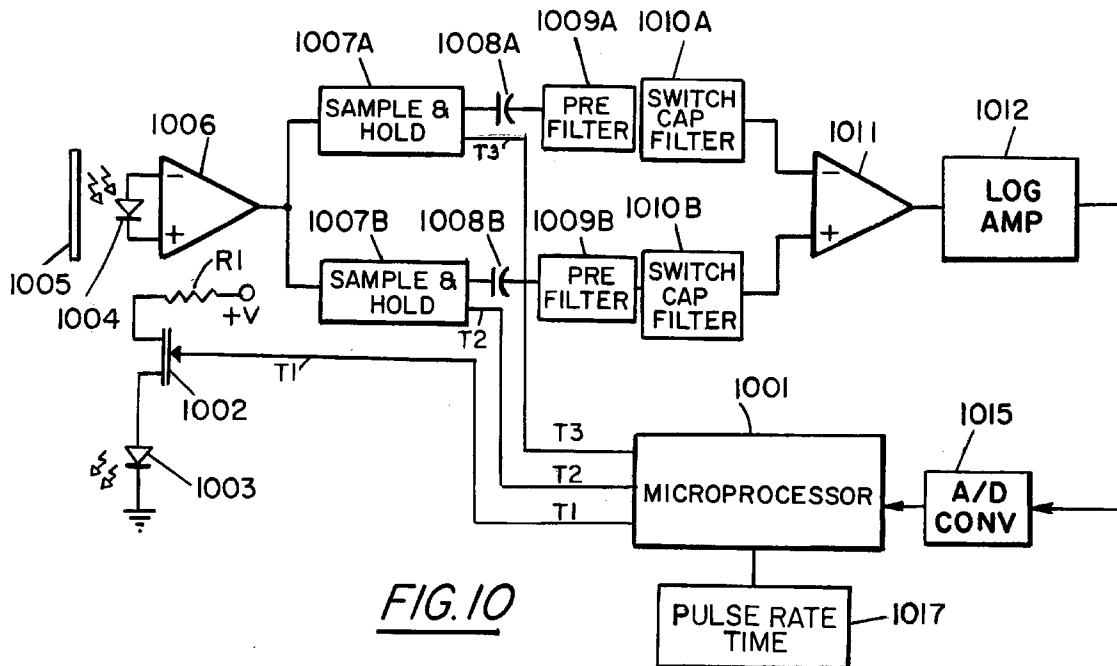 1007A
1008A
1009A
1010A
1006
SAMPLE &
HOLD
T3
PRE
FILTER
SWITCH
CAP
FILTER
1011
1012
LOG
AMP
−
+
−
+
1005
1004
R1
+V
1007B
1008B
1009B
1010B
SAMPLE &
HOLD
T2
PRE
FILTER
SWITCH
CAP
FILTER
T1
1002
1003
1001
T3
T2
T1
MICROPROCESSOR
1015
A/D
CONV
PULSE RATE
TIME
1017
FIG.10